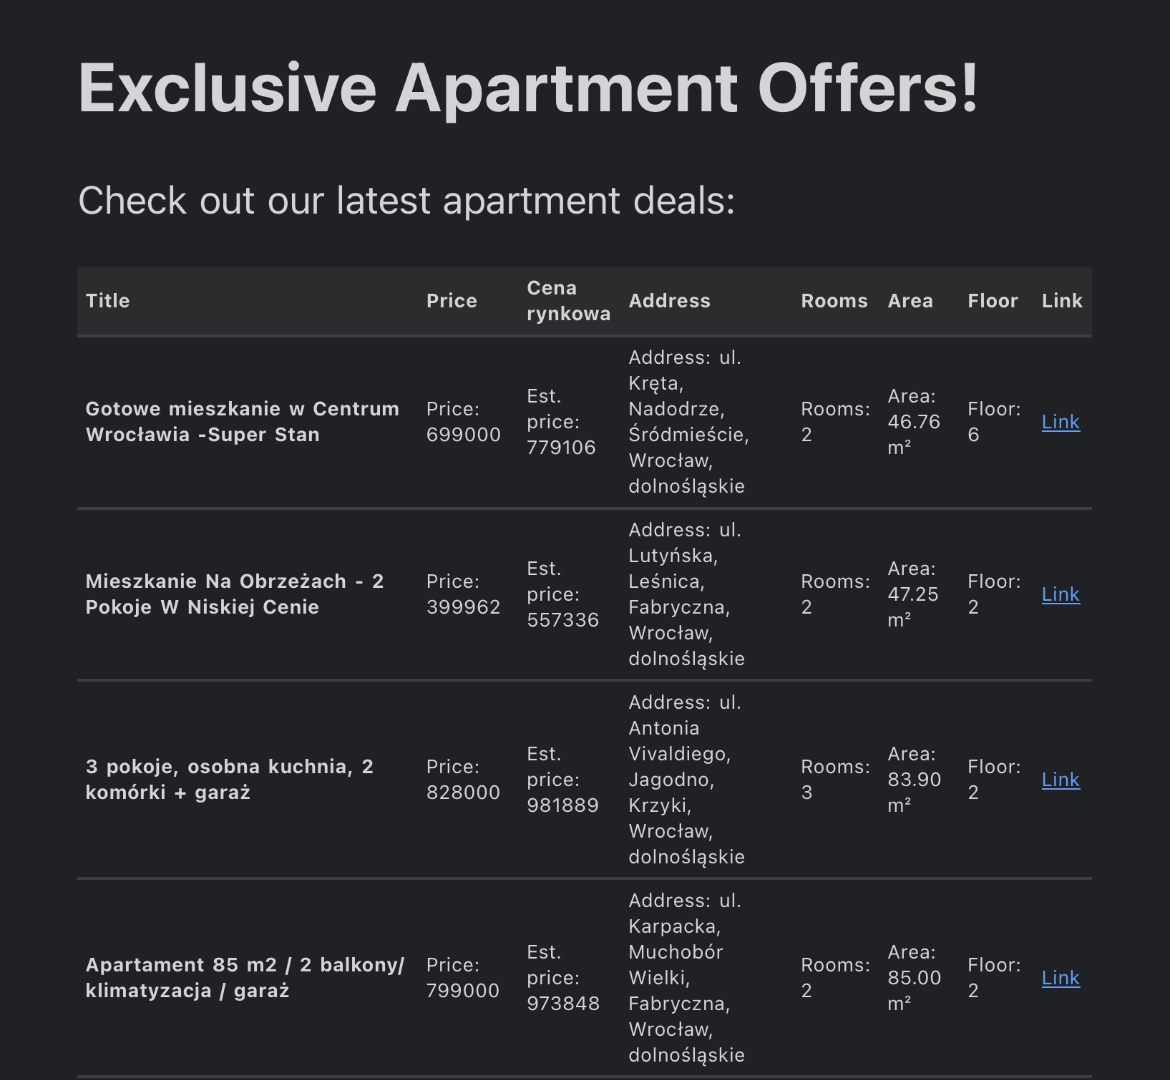 Exclusive Apartment Offers!
Check out our latest apartment deals:
Title
Price
Cena
rynkowa
Address
Rooms
Area
Floor
Link
Gotowe mieszkanie w Centrum
Wrocławia -Super Stan
Price:
699000
Est.
price:
779106
Address: ul.
Kręta,
Nadodrze,
Śródmieście,
Wrocław,
dolnośląskie
Rooms:
2
Area:
46.76
m²
Floor:
6
Link
Mieszkanie Na Obrzeżach - 2
Pokoje W Niskiej Cenie
Price:
399962
Est.
price:
557336
Address: ul.
Lutyńska,
Leśnica,
Fabryczna,
Wrocław,
dolnośląskie
Rooms:
2
Area:
47.25
m²
Floor:
2
Link
3 pokoje, osobna kuchnia, 2
komórki + garaż
Price:
828000
Est.
price:
981889
Address: ul.
Antonia
Vivaldiego,
Jagodno,
Krzyki,
Wrocław,
dolnośląskie
Rooms:
3
Area:
83.90
m²
Floor:
2
Link
Apartament 85 m2 / 2 balkony/
klimatyzacja / garaż
Price:
799000
Est.
price:
973848
Address: ul.
Karpacka,
Muchobór
Wielki,
Fabryczna,
Wrocław,
dolnośląskie
Rooms:
2
Area:
85.00
m²
Floor:
2
Link